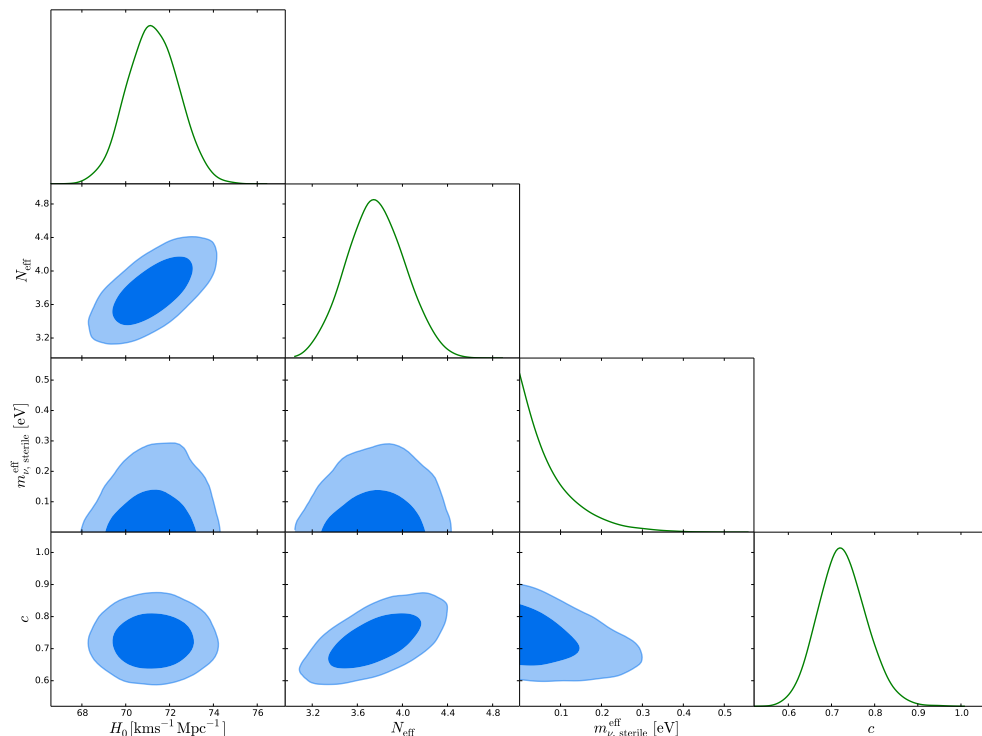 4.8
4.4
4.0
3.6
3.2
N_eff
0.5
0.4
0.3
0.2
0.1
m^eff_ν, sterile [eV]
1.0
0.9
0.8
0.7
0.6
c
68 70 72 74 76
3.2 3.6 4.0 4.4 4.8
0.1 0.2 0.3 0.4 0.5
0.6 0.7 0.8 0.9 1.0
H_0[kms^−1 Mpc^−1]
N_eff
m^eff_ν, sterile [eV]
c